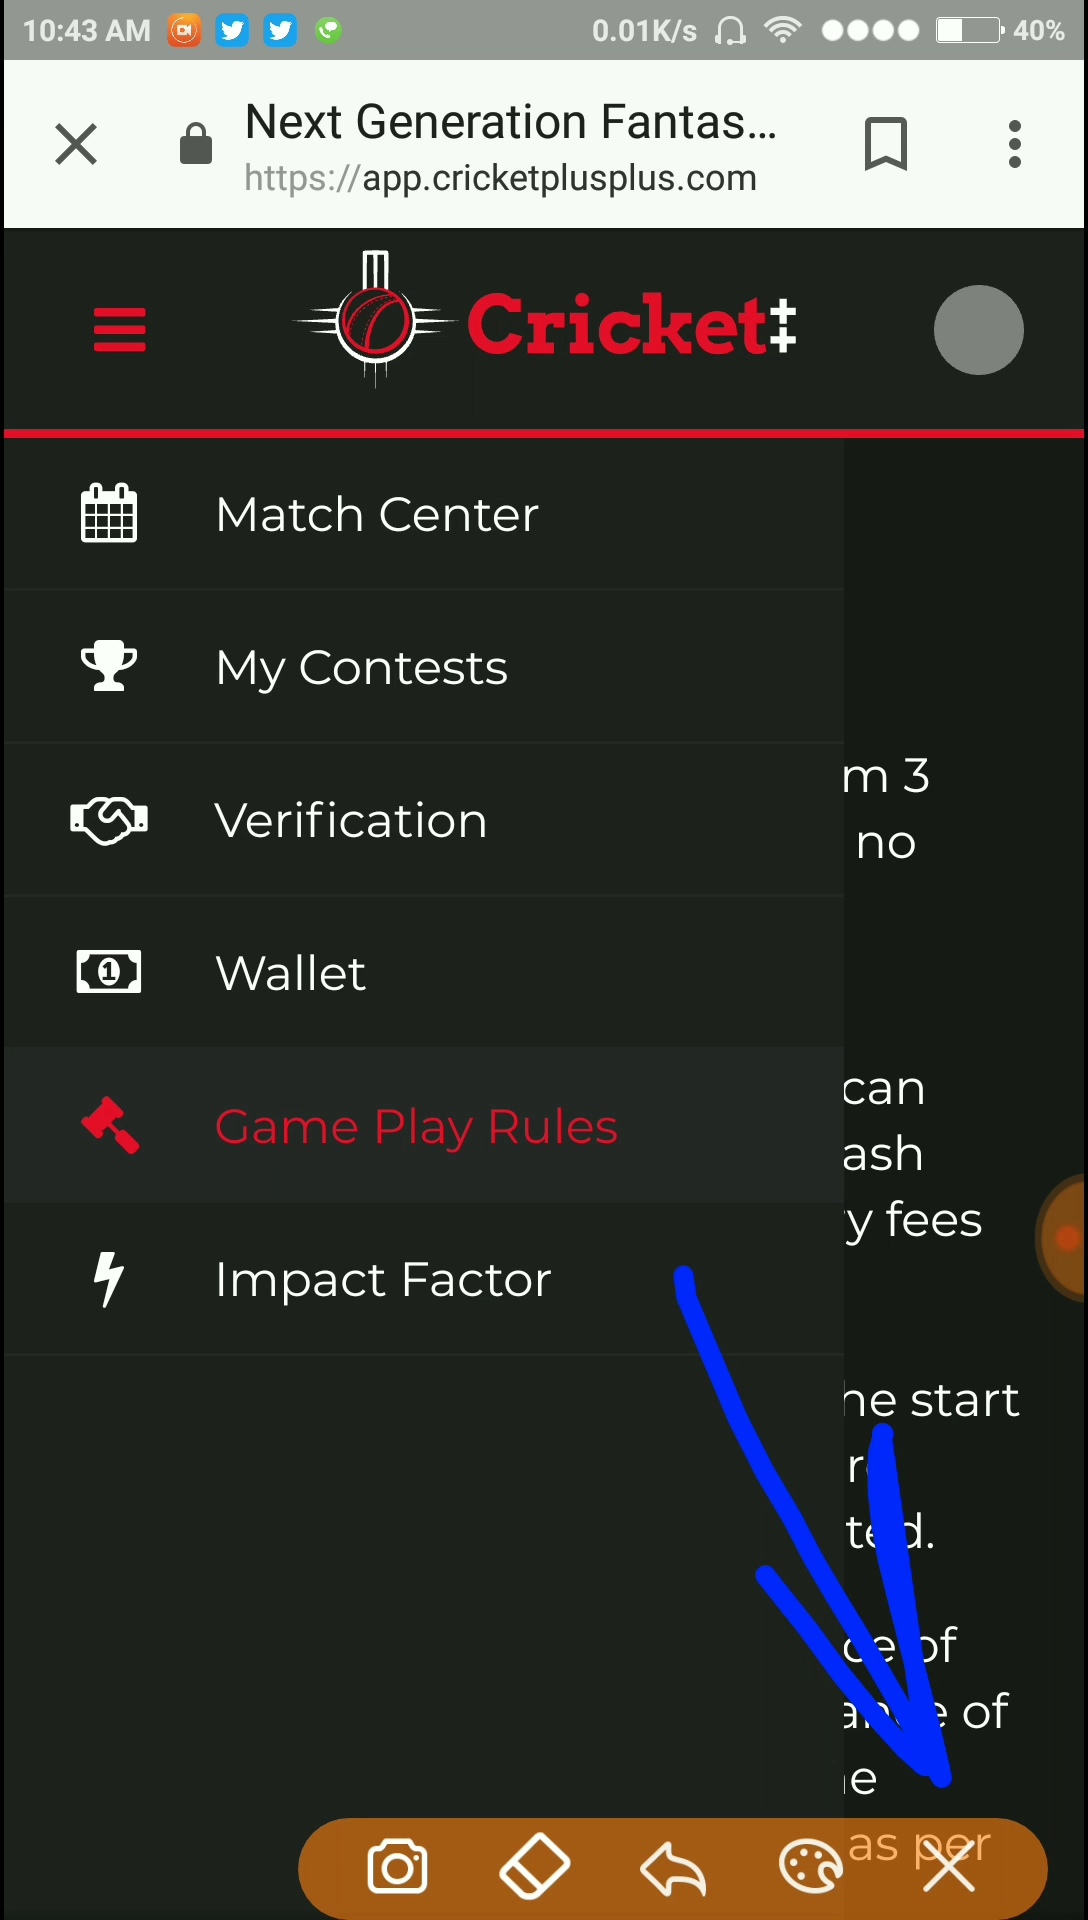 10:43 AM 0.01K/s 40%
Next Generation Fantas...
https://app.cricketplusplus.com
Cricket++
Match Center
My Contests
m 3
no
Verification
Wallet
can
Game Play Rules
ash
y fees
Impact Factor
he start
ted.
of
of
as per